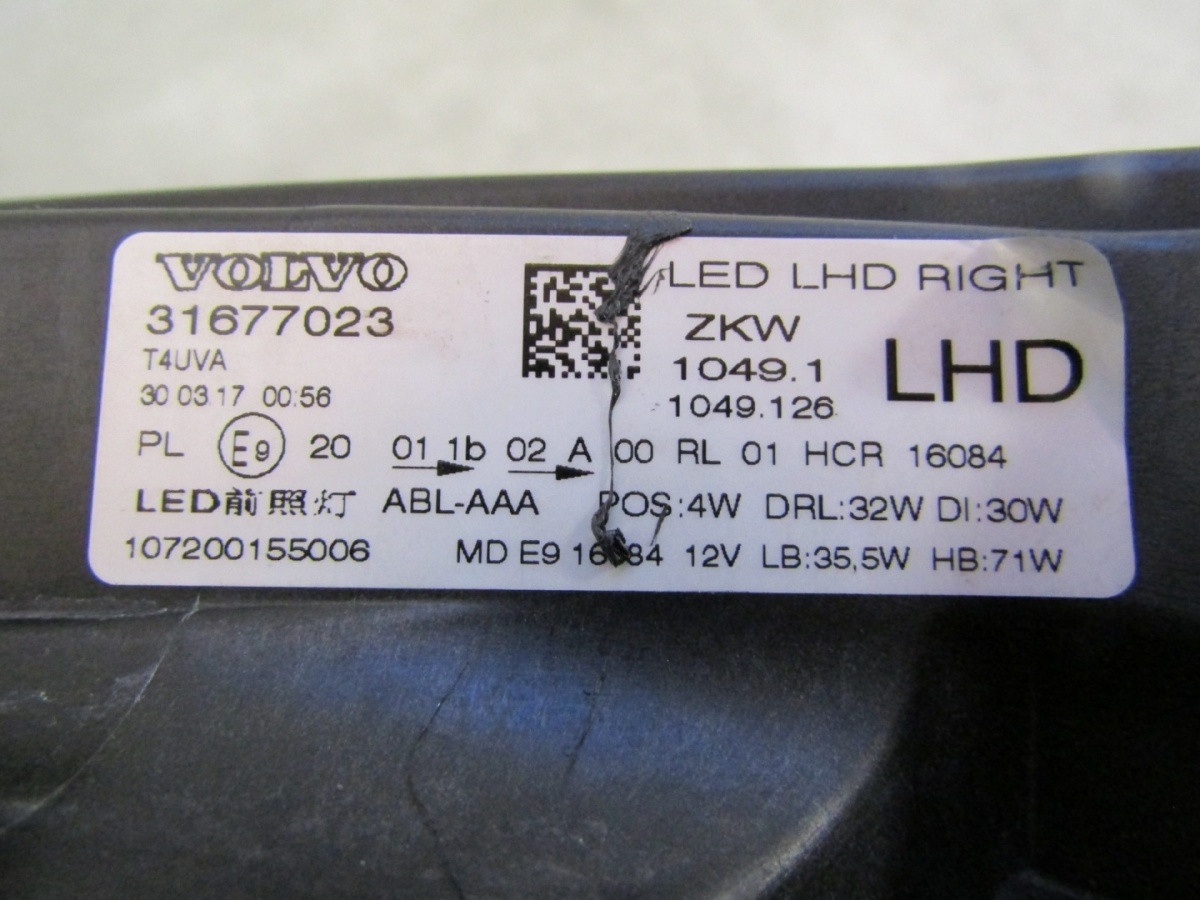 VOLVO
31677023
T4UVA
30 03.17 00:56
LED LHD RIGHT
ZKW
1049.1
1049.126
LHD
PL E9 20 01 1b 02 A 00 RL 01 HCR 16084
LED前照灯 ABL-AAA POS:4W DRL:32W DI:30W
107200155006 MD E9 12V LB:35,5W HB:71W